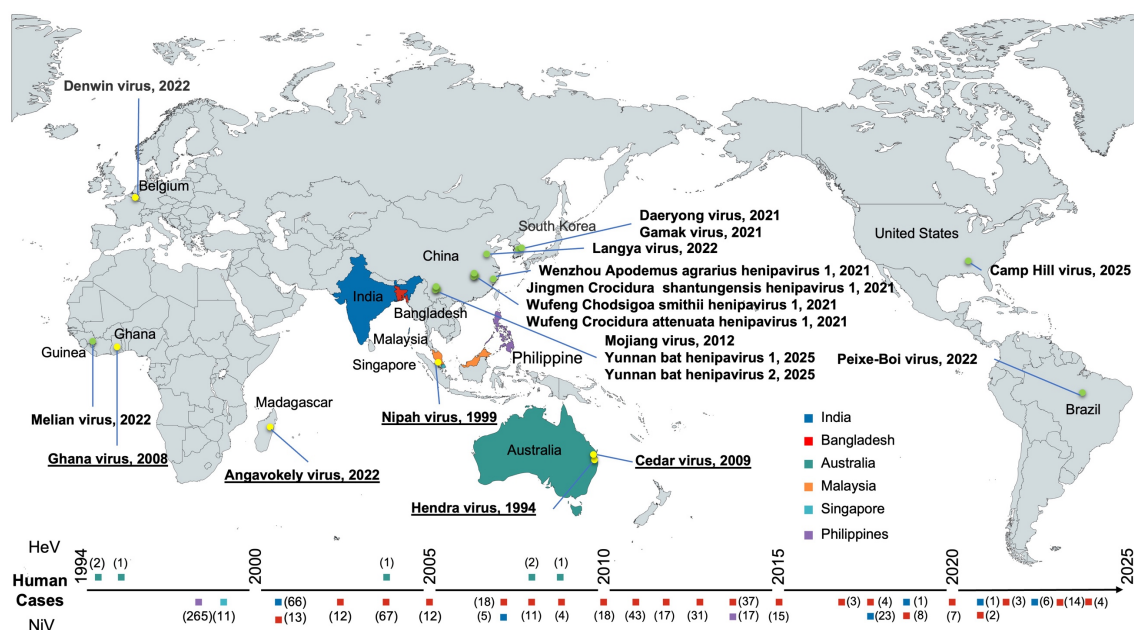 Denwin virus, 2022
Belgium
Daeryong virus, 2021
Gamak virus, 2021
South Korea
Langya virus, 2022
China
United States
Wenzhou Apodemus agrarius henipavirus 1, 2021
Jingmen Crocidura shantungensis henipavirus 1, 2021
Wufeng Chodsigoa smithii henipavirus 1, 2021
Wufeng Crocidura attenuata henipavirus 1, 2021
Camp Hill virus, 2025
India
Bangladesh
Ghana
Guinea
Malaysia
Singapore
Philippine
Mojiang virus, 2012
Yunnan bat henipavirus 1, 2025
Yunnan bat henipavirus 2, 2025
Peixe-Boi virus, 2022
Brazil
Madagascar
Melian virus, 2022
Nipah virus, 1999
Ghana virus, 2008
Angavokely virus, 2022
Australia
Cedar virus, 2009
Hendra virus, 1994
India
Bangladesh
Australia
Malaysia
Singapore
Philippines
HeV
1994 2000 2005 2010 2015 2020 2025
(2) (1) (1) (2) (1)
Human
Cases
NiV
(265) (11) (66) (12) (67) (12) (18) (11) (4) (18) (43) (17) (31) (37) (15) (3) (4) (1) (7) (1) (3) (6) (14) (4)
(13) (5) (17) (23) (8) (2)